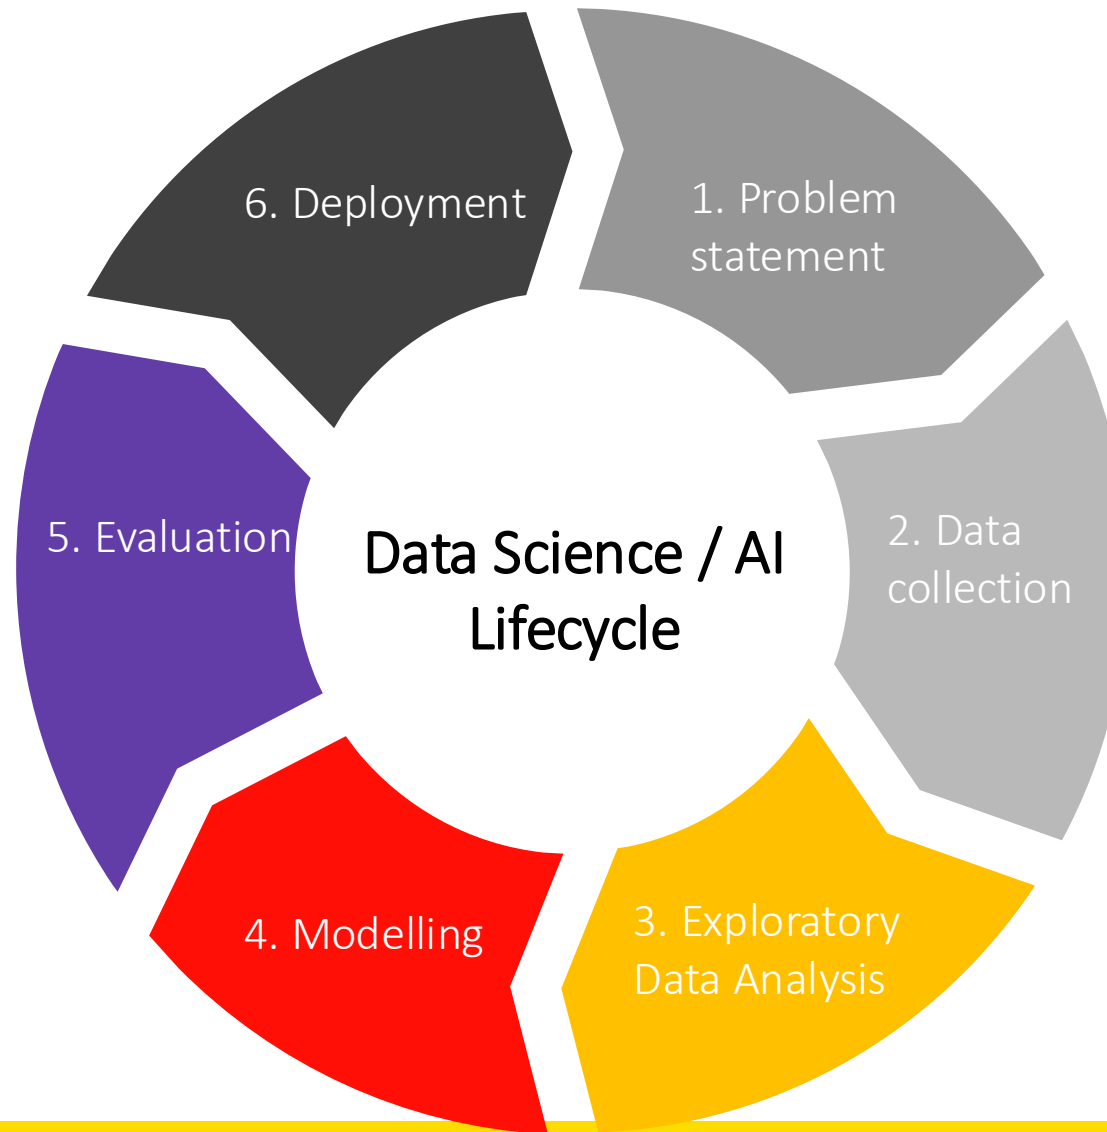 1. Problem
statement
2. Data
collection
3. Exploratory
Data Analysis
4. Modelling
5. Evaluation
6. Deployment
Data Science / AI
Lifecycle